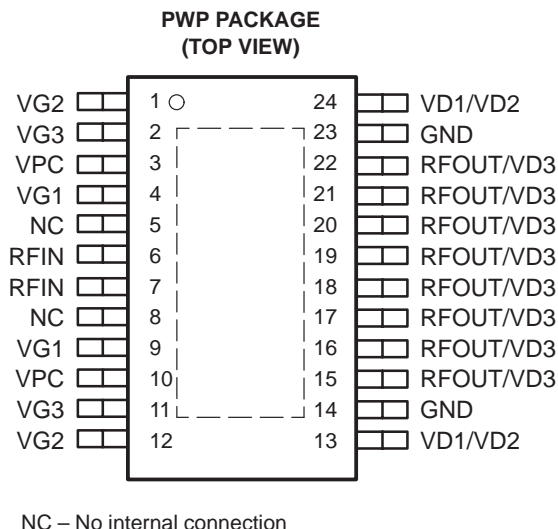 PWP PACKAGE
(TOP VIEW)
VG2 1 24 VD1/VD2
VG3 2 23 GND
VPC 3 22 RFOUT/VD3
VG1 4 21 RFOUT/VD3
NC 5 20 RFOUT/VD3
RFIN 6 19 RFOUT/VD3
RFIN 7 18 RFOUT/VD3
NC 8 17 RFOUT/VD3
VG1 9 16 RFOUT/VD3
VPC 10 15 RFOUT/VD3
VG3 11 14 GND
VG2 12 13 VD1/VD2
NC – No internal connection